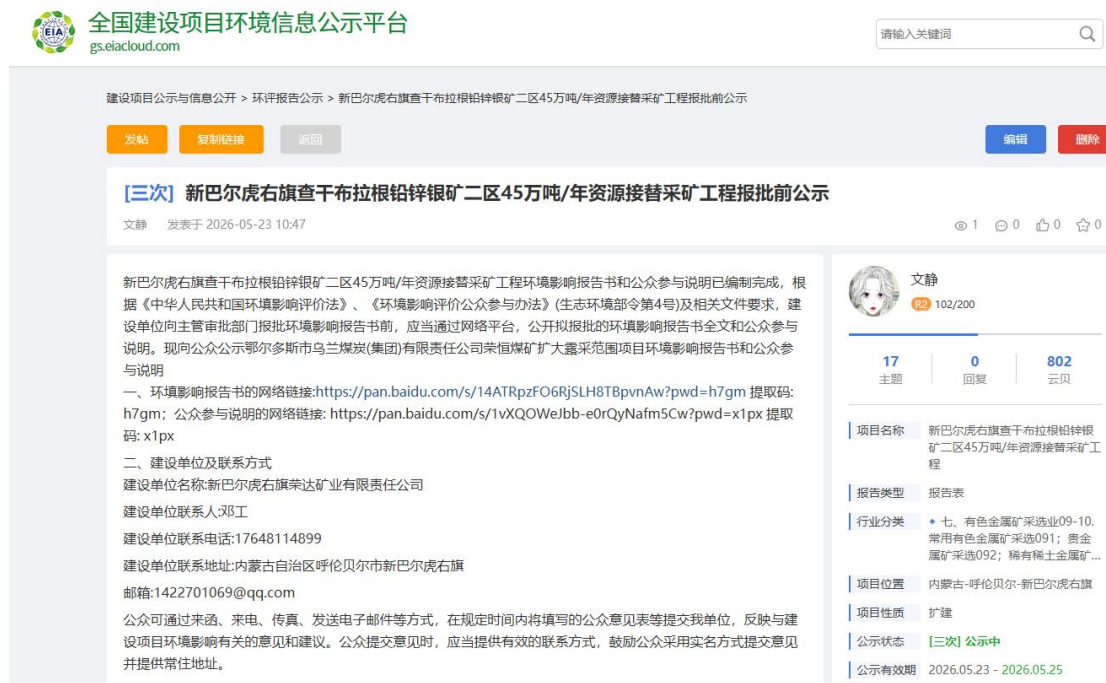 EIA
全国建设项目环境信息公示平台
gs.eiacloud.com
请输入关键词
建设项目公示与信息公开 > 环评报告公示 > 新巴尔虎右旗查干布拉根铅锌银矿二区45万吨/年资源接替采矿工程报批前公示
发帖 复制链接 返回 编辑 删除
[三次] 新巴尔虎右旗查干布拉根铅锌银矿二区45万吨/年资源接替采矿工程报批前公示
文静 发表于 2026-05-23 10:47
1 0 0 0
新巴尔虎右旗查干布拉根铅锌银矿二区45万吨/年资源接替采矿工程环境影响报告书和公众参与说明已编制完成，根
据《中华人民共和国环境影响评价法》、《环境影响评价公众参与办法》(生态环境部令第4号)及相关文件要求，建
设单位向主管审批部门报批环境影响报告书前，应当通过网络平台，公开拟报批的环境影响报告书全文和公众参与
说明。现向公众公示鄂尔多斯市乌兰煤炭(集团)有限责任公司荣恒煤矿扩大露采范围项目环境影响报告书和公众参
与说明
一、环境影响报告书的网络链接:https://pan.baidu.com/s/14ATRpzFO6RjSLH8TBpvnAw?pwd=h7gm 提取码:
h7gm；公众参与说明的网络链接: https://pan.baidu.com/s/1vXQOWeJbb-e0rQyNafm5Cw?pwd=x1px 提取
码: x1px
二、建设单位及联系方式
建设单位名称:新巴尔虎右旗荣达矿业有限责任公司
建设单位联系人:邓工
建设单位联系电话:17648114899
建设单位联系地址:内蒙古自治区呼伦贝尔市新巴尔虎右旗
邮箱:1422701069@qq.com
公众可通过来函、来电、传真、发送电子邮件等方式，在规定时间内将填写的公众意见表等提交我单位，反映与建
设项目环境影响有关的意见和建议。公众提交意见时，应当提供有效的联系方式，鼓励公众采用实名方式提交意见
并提供常住地址。
文静
R2 102/200
17 0 802
主题 回复 云贝
项目名称 新巴尔虎右旗查干布拉根铅锌银
矿二区45万吨/年资源接替采矿工
程
报告类型 报告表
行业分类 七、有色金属矿采选业09-10.
常用有色金属矿采选091；贵金
属矿采选092；稀有稀土金属矿...
项目位置 内蒙古-呼伦贝尔-新巴尔虎右旗
项目性质 扩建
公示状态 [三次] 公示中
公示有效期 2026.05.23 - 2026.05.25